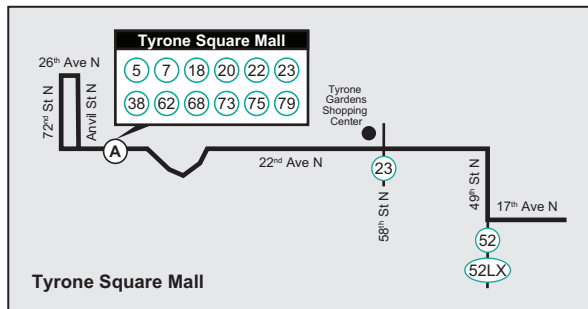 Tyrone Square Mall
5 7 18 20 22 23
38 62 68 73 75 79
26th Ave N
72nd St N
Anvil St N
A
Tyrone
Gardens
Shopping
Center
22nd Ave N
23
58th St N
49th St N
17th Ave N
52
52LX
Tyrone Square Mall